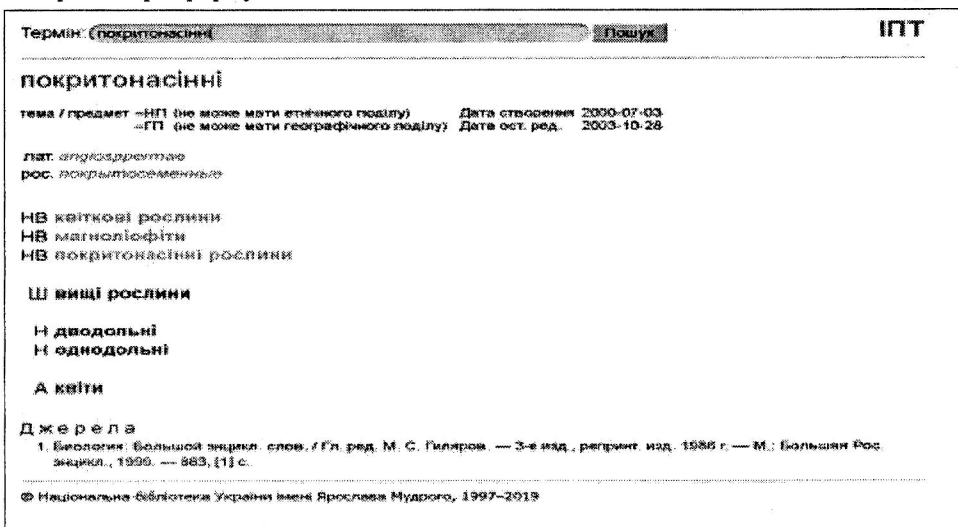 Термін: покритонасінні Пошук ІПТ
покритонасінні
тема / предмет –НП (не може мати етнічного поділу) Дата створення 2000-07-03
–ГП (не може мати географічного поділу) Дата ост. ред. 2003-10-28
лат. angiospermae
рос. покрытосеменные
НВ квіткові рослини
НВ магноліофіти
НВ покритонасінні рослини
Ш вищі рослини
Н дводольні
Н однодольні
А квіти
Джерела
1. Биология: Большой энцикл. слов. / Гл. ред. М. С. Гиляров. — 3-е изд., репринт. изд. 1986 г. — М.: Большая Рос.
энцикл., 1999. — 863, [1] с.
© Національна бібліотека України імені Ярослава Мудрого, 1997–2019